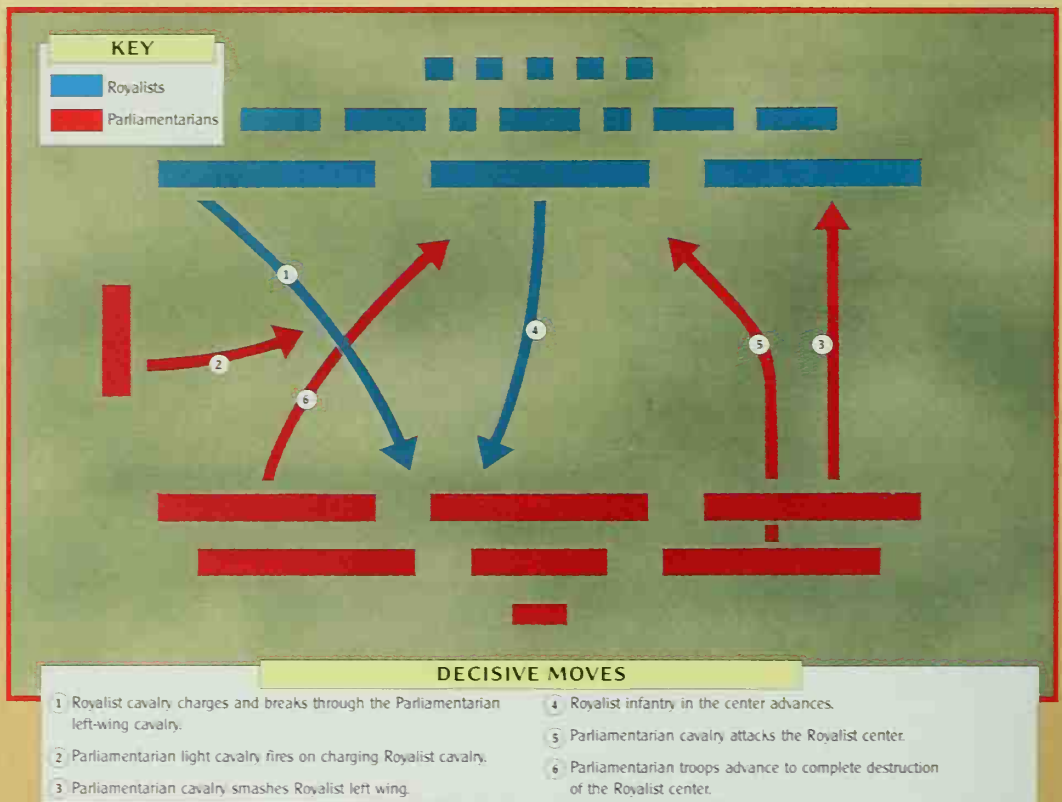 KEY
Royalists
Parliamentarians
1
2
6
4
5
3
DECISIVE MOVES
1 Royalist cavalry charges and breaks through the Parliamentarian
left-wing cavalry.
2 Parliamentarian light cavalry fires on charging Royalist cavalry.
3 Parliamentarian cavalry smashes Royalist left wing.
4 Royalist infantry in the center advances.
5 Parliamentarian cavalry attacks the Royalist center.
6 Parliamentarian troops advance to complete destruction
of the Royalist center.